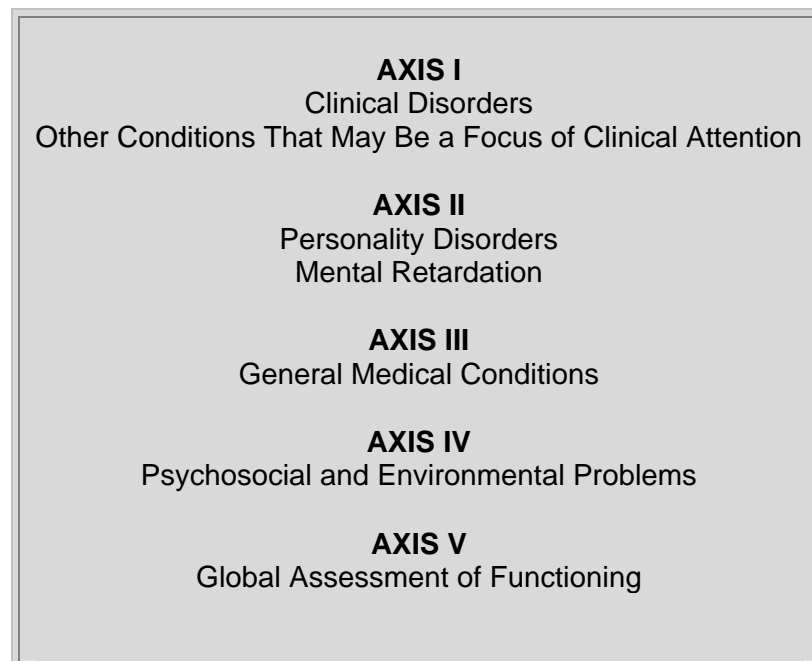 AXIS I
Clinical Disorders
Other Conditions That May Be a Focus of Clinical Attention
AXIS II
Personality Disorders
Mental Retardation
AXIS III
General Medical Conditions
AXIS IV
Psychosocial and Environmental Problems
AXIS V
Global Assessment of Functioning